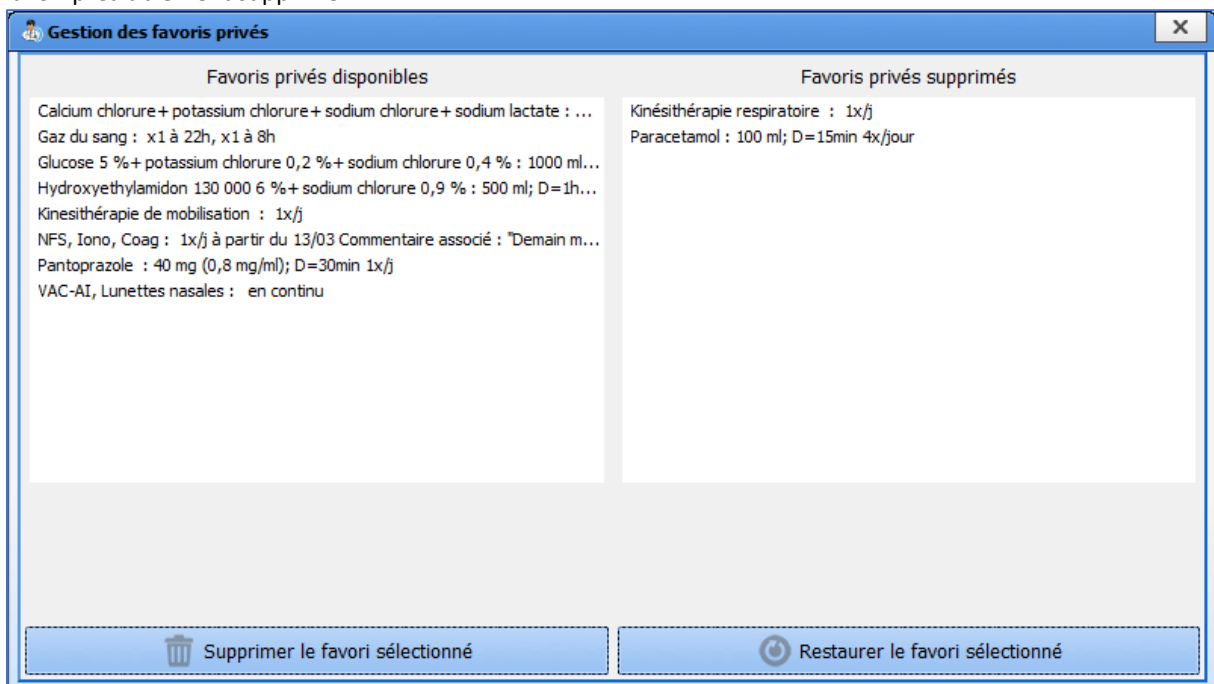 Gestion des favoris privés
Favoris privés disponibles
Calcium chlorure+ potassium chlorure+ sodium chlorure+ sodium lactate : ...
Gaz du sang : x1 à 22h, x1 à 8h
Glucose 5 %+ potassium chlorure 0,2 %+ sodium chlorure 0,4 % : 1000 ml...
Hydroxyethylamidon 130 000 6 %+ sodium chlorure 0,9 % : 500 ml; D=1h...
Kinesithérapie de mobilisation : 1x/j
NFS, Iono, Coag : 1x/j à partir du 13/03 Commentaire associé : "Demain m...
Pantoprazole : 40 mg (0,8 mg/ml); D=30min 1x/j
VAC-AI, Lunettes nasales : en continu
Favoris privés supprimés
Kinésithérapie respiratoire : 1x/j
Paracetamol : 100 ml; D=15min 4x/jour
Supprimer le favori sélectionné
Restaurer le favori sélectionné